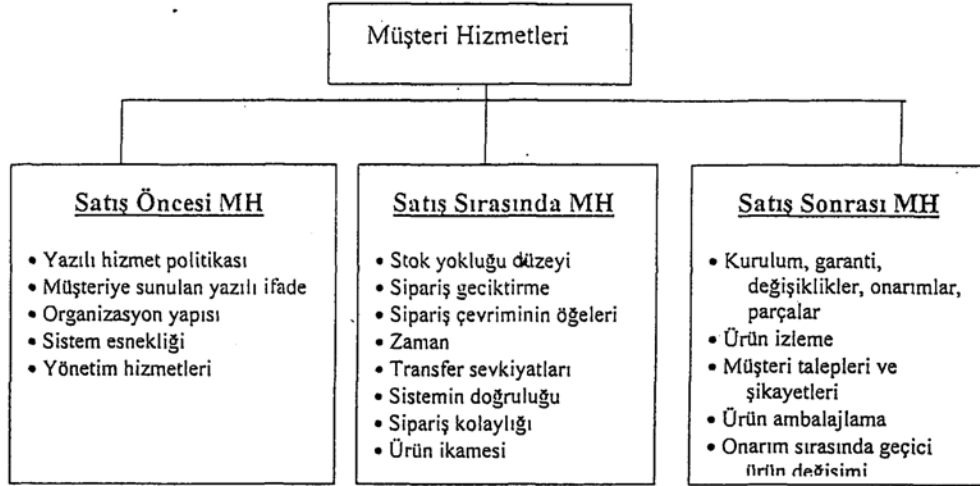 Müşteri Hizmetleri
Satış Öncesi MH
• Yazılı hizmet politikası
• Müşteriye sunulan yazılı ifade
• Organizasyon yapısı
• Sistem esnekliği
• Yönetim hizmetleri
Satış Sırasında MH
• Stok yokluğu düzeyi
• Sipariş geciktirme
• Sipariş çevriminin öğeleri
• Zaman
• Transfer sevkiyatları
• Sistemin doğruluğu
• Sipariş kolaylığı
• Ürün ikamesi
Satış Sonrası MH
• Kurulum, garanti,
değişiklikler, onarımlar,
parçalar
• Ürün izleme
• Müşteri talepleri ve
şikayetleri
• Ürün ambalajlama
• Onarım sırasında geçici
ürün değişimi